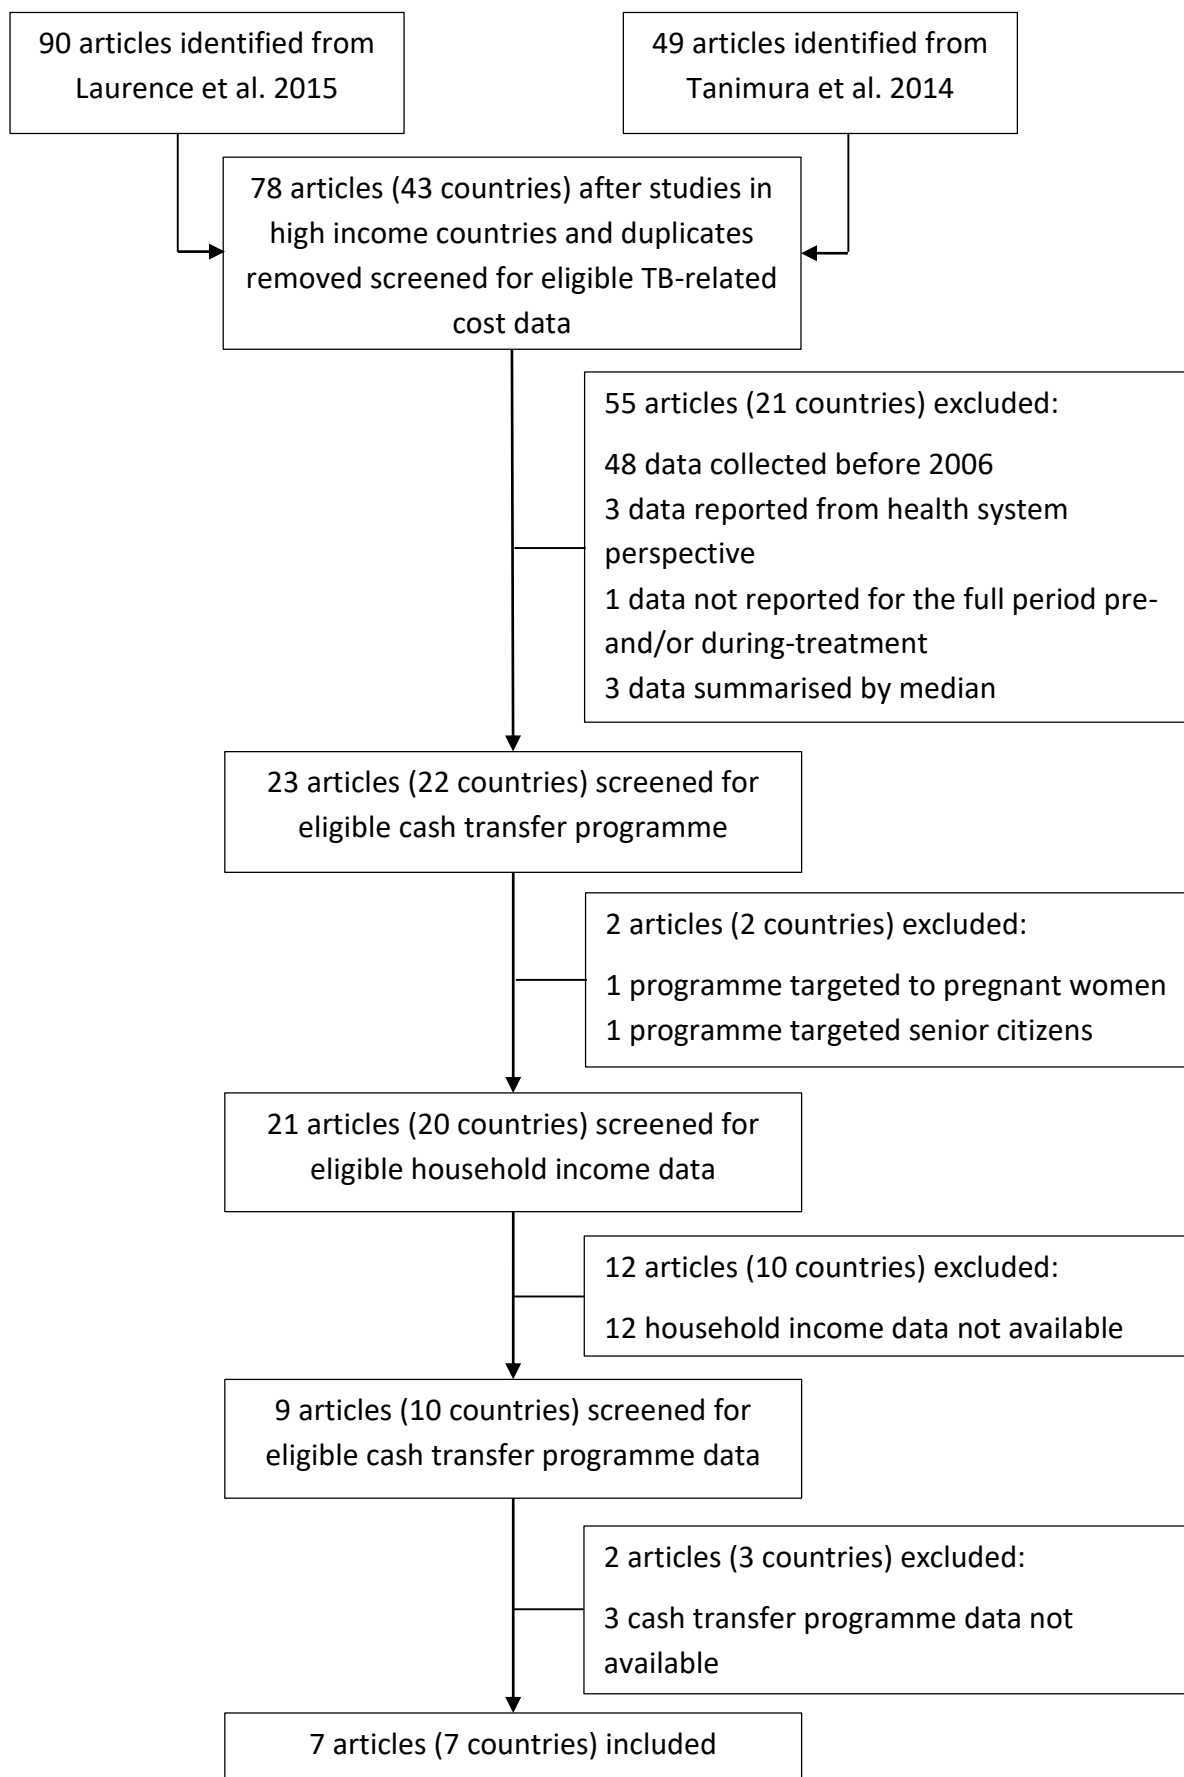 90 articles identified from
Laurence et al. 2015
49 articles identified from
Tanimura et al. 2014
78 articles (43 countries) after studies in
high income countries and duplicates
removed screened for eligible TB-related
cost data
55 articles (21 countries) excluded:
48 data collected before 2006
3 data reported from health system
perspective
1 data not reported for the full period pre-
and/or during-treatment
3 data summarised by median
23 articles (22 countries) screened for
eligible cash transfer programme
2 articles (2 countries) excluded:
1 programme targeted to pregnant women
1 programme targeted senior citizens
21 articles (20 countries) screened for
eligible household income data
12 articles (10 countries) excluded:
12 household income data not available
9 articles (10 countries) screened for
eligible cash transfer programme data
2 articles (3 countries) excluded:
3 cash transfer programme data not
available
7 articles (7 countries) included